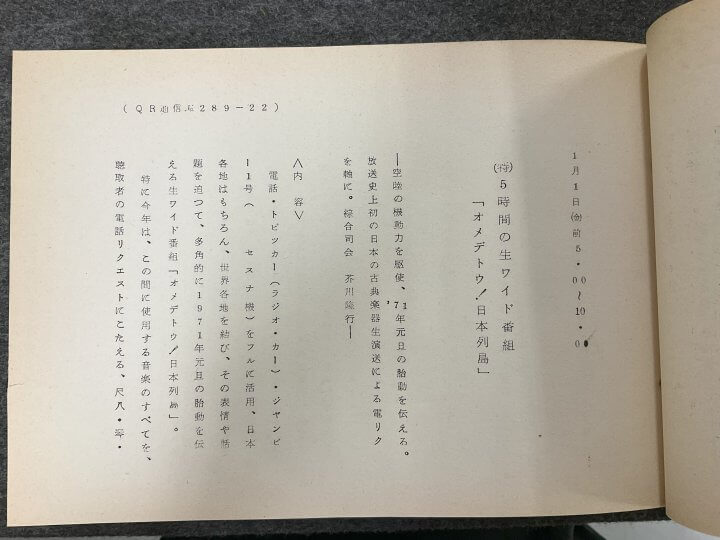 1月1日㈮前5・00〜10・0
㈵5時間の生ワイド番組
「オメデトウ!日本列島」
―空陸の機動力を駆使、'71年元旦の胎動を伝える。
放送史上初の日本の古典楽器生演送による電リク
を軸に。綜合司会 芥川隆行―
〈内 容〉
電話・トピッカー(ラジオ・カー)・ジャンピ
ー1号( セスナ機)をフルに活用、日本
各地はもちろん、世界各地を結び、その表情や話
題を追つて、多角的に1971年元旦の胎動を伝
える生ワイド番組「オメデトウ!日本列島」。
特に今年は、この間に使用する音楽のすべてを、
聴取者の電話リクエストにこたえる、尺八・琴・
(QR通信 289-22)